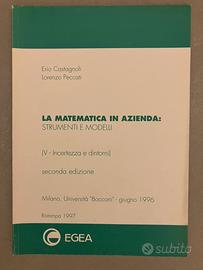 Erio Castagnoli
Lorenzo Peccati
LA MATEMATICA IN AZIENDA:
STRUMENTI E MODELLI
(V - Incertezza e dintorni)
seconda edizione
Milano, Università "Bocconi" - giugno 1996
Ristampa 1997
EGEA
subito